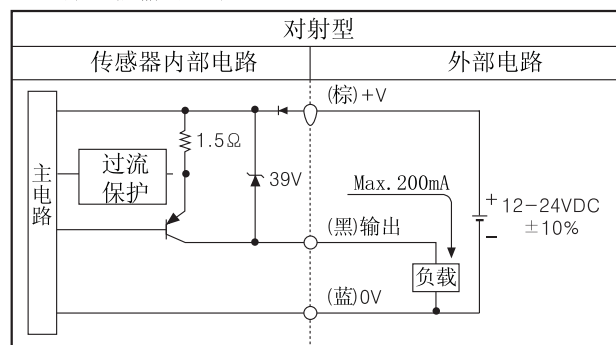 对射型
传感器内部电路
外部电路
(棕)+V
1.5Ω
过流
保护
主电路
39V
Max.200mA
+
12-24VDC
±10%
-
(黑)输出
负载
(蓝)0V